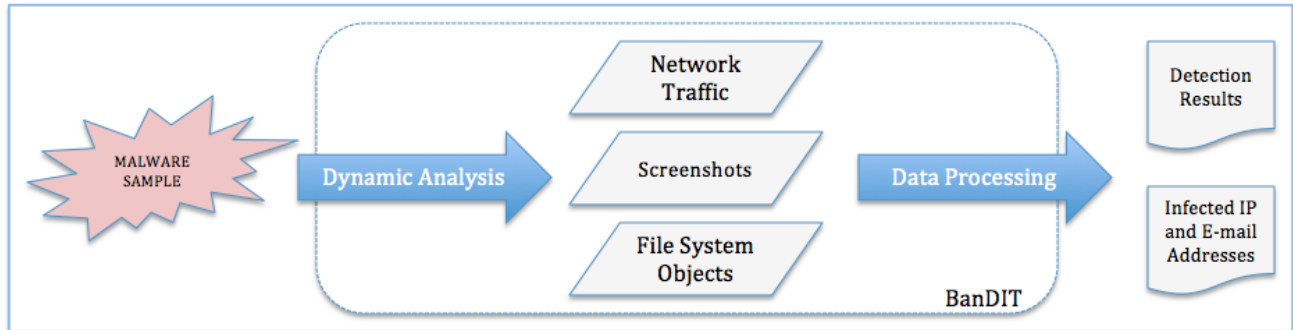 MALWARE
SAMPLE
Dynamic Analysis
Network
Traffic
Screenshots
File System
Objects
Data Processing
BanDIT
Detection
Results
Infected IP
and E-mail
Addresses